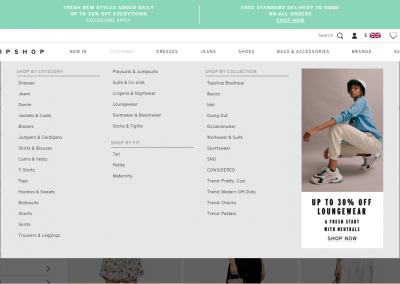 FRESH NEW STYLES ADDED DAILY
UP TO 30% OFF EVERYTHING
EXCLUSIONS APPLY
FREE STANDARD DELIVERY TO HOME
ON ALL ORDERS
SHOP NOW
Search
£
OPSHOP
NEW IN
CLOTHING
DRESSES
JEANS
SHOES
BAGS & ACCESSORIES
BRANDS
SA
SHOP BY CATEGORY
Dresses
Jeans
Denim
Jackets & Coats
Blazers
Jumpers & Cardigans
Shirts & Blouses
Camis & Vests
T-Shirts
Tops
Hoodies & Sweats
Bodysuits
Shorts
Skirts
Trousers & Leggings
Playsuits & Jumpsuits
Suits & Co-ords
Lingerie & Nightwear
Loungewear
Swimwear & Beachwear
Socks & Tights
SHOP BY FIT
Tall
Petite
Maternity
SHOP BY COLLECTION
Topshop Boutique
Basics
Idol
Going Out
Occasionwear
Workwear & Suits
Sportswear
SNO
CONSIDERED
Trend: Pretty, Cool
Trend: Modern Off-Duty
Trend: Checks
Trend: Pastels
UP TO 30% OFF
LOUNGEWEAR
A FRESH START
WITH NEUTRALS
SHOP NOW